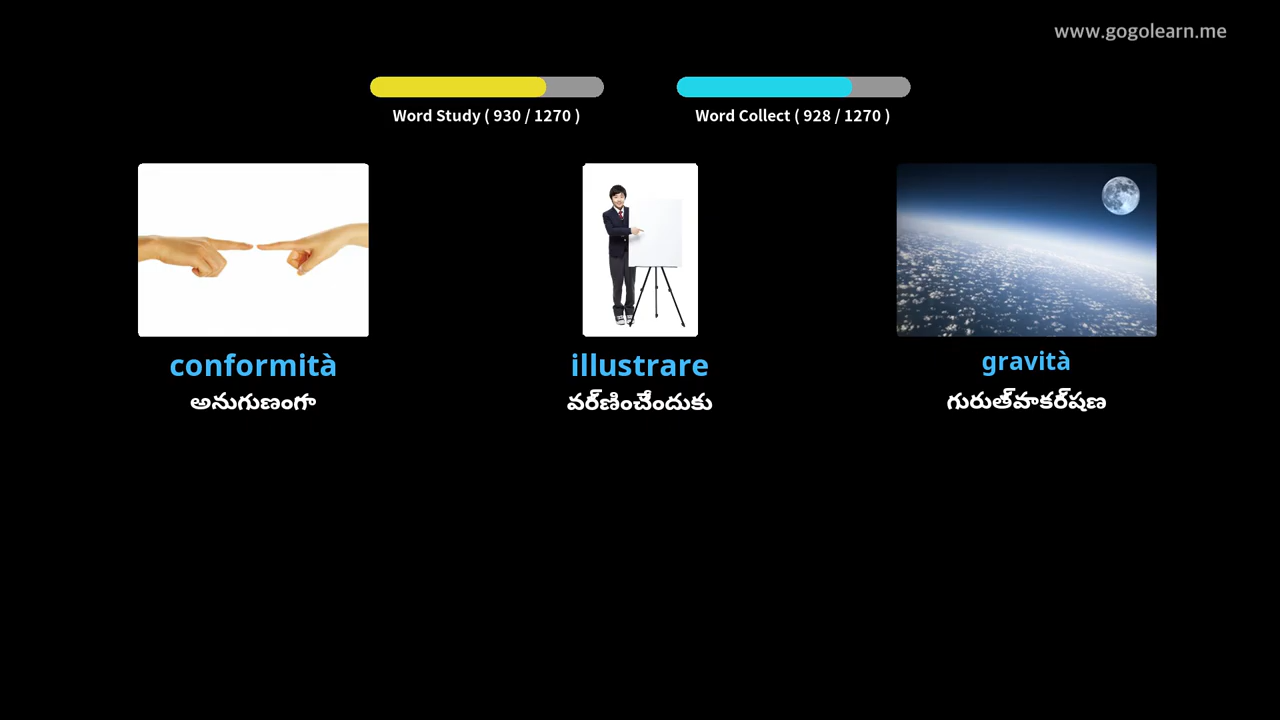 www.gogolearn.me
Word Study ( 930 / 1270 )
Word Collect ( 928 / 1270 )
conformità
illustrare
gravità
అనుగుణంగా
వర్ణించేందుకు
గురుత్వాకర్షణ